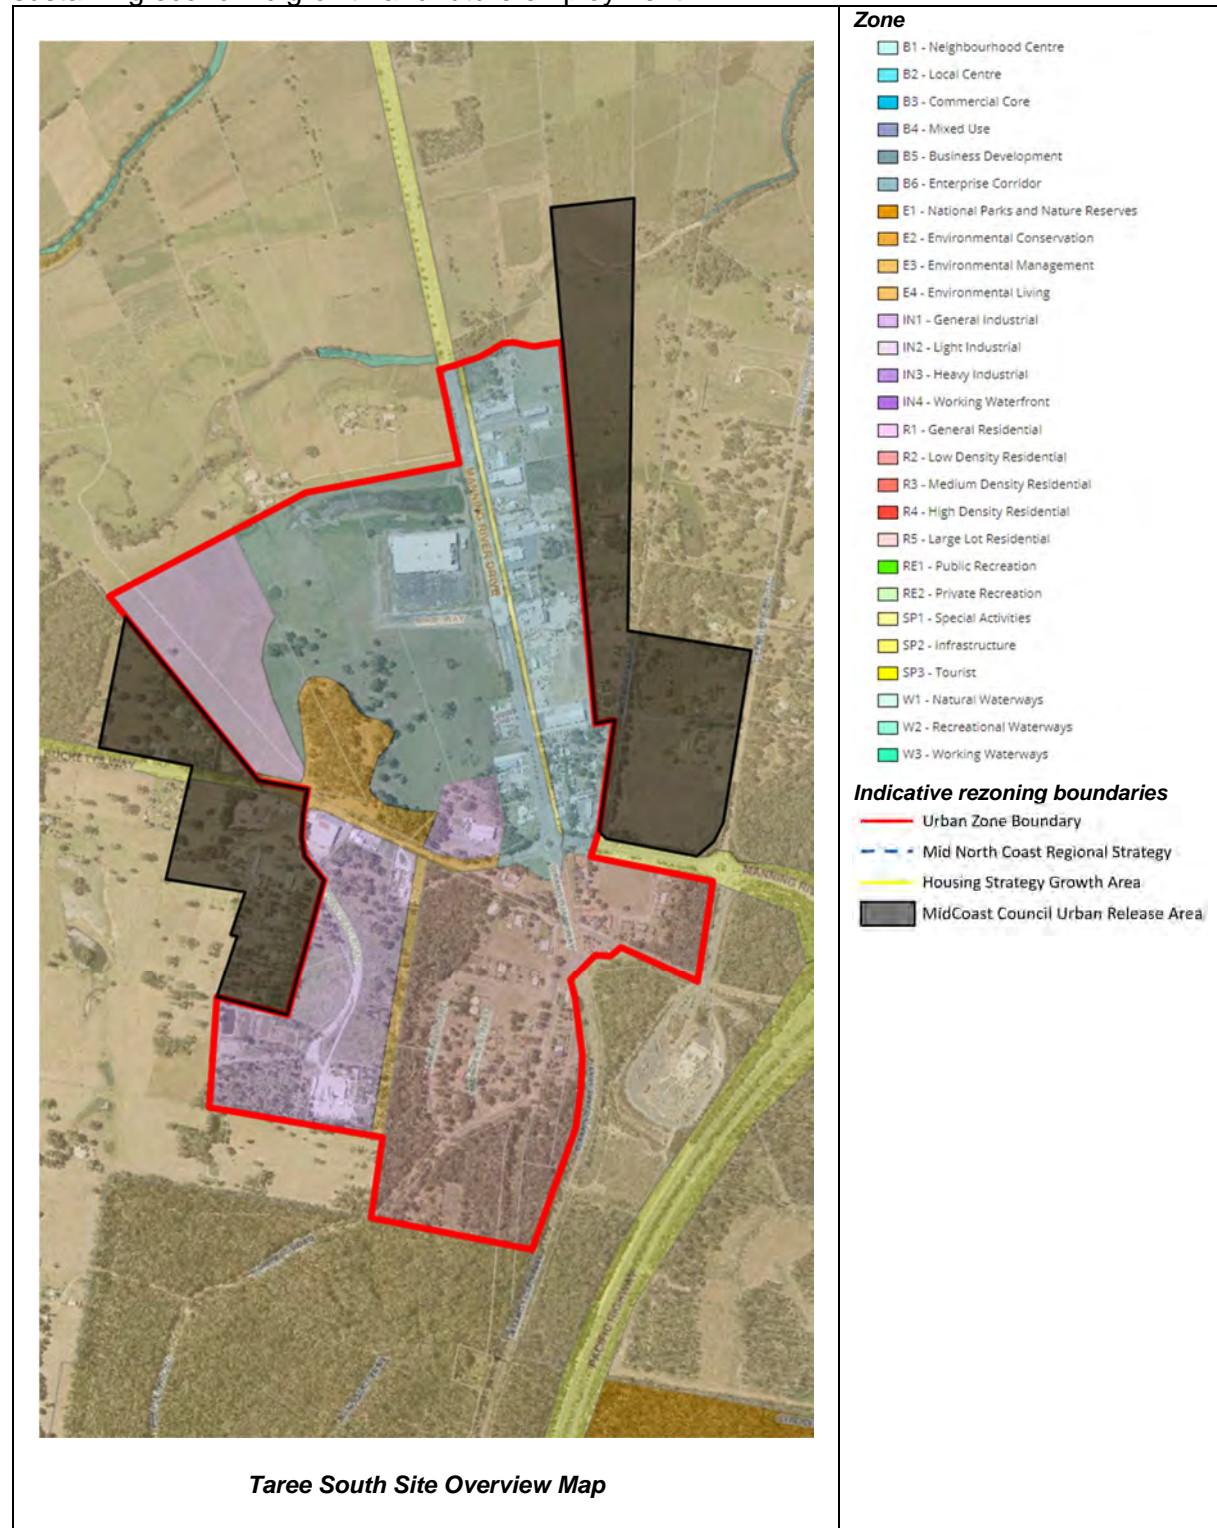 Zone
B1 - Neighbourhood Centre
B2 - Local Centre
B3 - Commercial Core
B4 - Mixed Use
B5 - Business Development
B6 - Enterprise Corridor
E1 - National Parks and Nature Reserves
E2 - Environmental Conservation
E3 - Environmental Management
E4 - Environmental Living
IN1 - General Industrial
IN2 - Light Industrial
IN3 - Heavy Industrial
IN4 - Working Waterfront
R1 - General Residential
R2 - Low Density Residential
R3 - Medium Density Residential
R4 - High Density Residential
R5 - Large Lot Residential
RE1 - Public Recreation
RE2 - Private Recreation
SP1 - Special Activities
SP2 - Infrastructure
SP3 - Tourist
W1 - Natural Waterways
W2 - Recreational Waterways
W3 - Working Waterways
Indicative rezoning boundaries
Urban Zone Boundary
Mid North Coast Regional Strategy
Housing Strategy Growth Area
MidCoast Council Urban Release Area
MANNING RIVER DRIVE
BUCKETTS WAY
MANNING RI
PACIFIC HIGHWAY
Taree South Site Overview Map